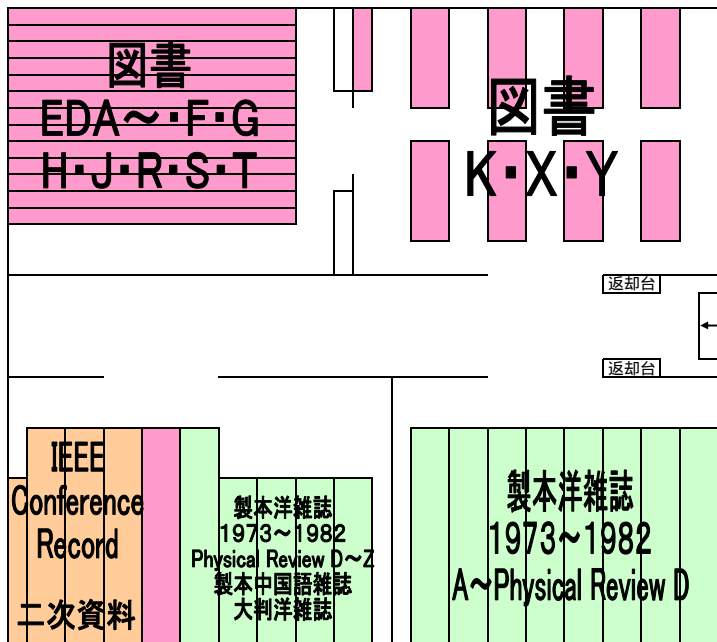 図書
EDA～・F・G
H・J・R・S・T
図書
K・X・Y
返却台
返却台
IEEE
Conference
Record
二次資料
製本洋雑誌
1973～1982
Physical Review D～Z
製本中国語雑誌
大判洋雑誌
製本洋雑誌
1973～1982
A～Physical Review D